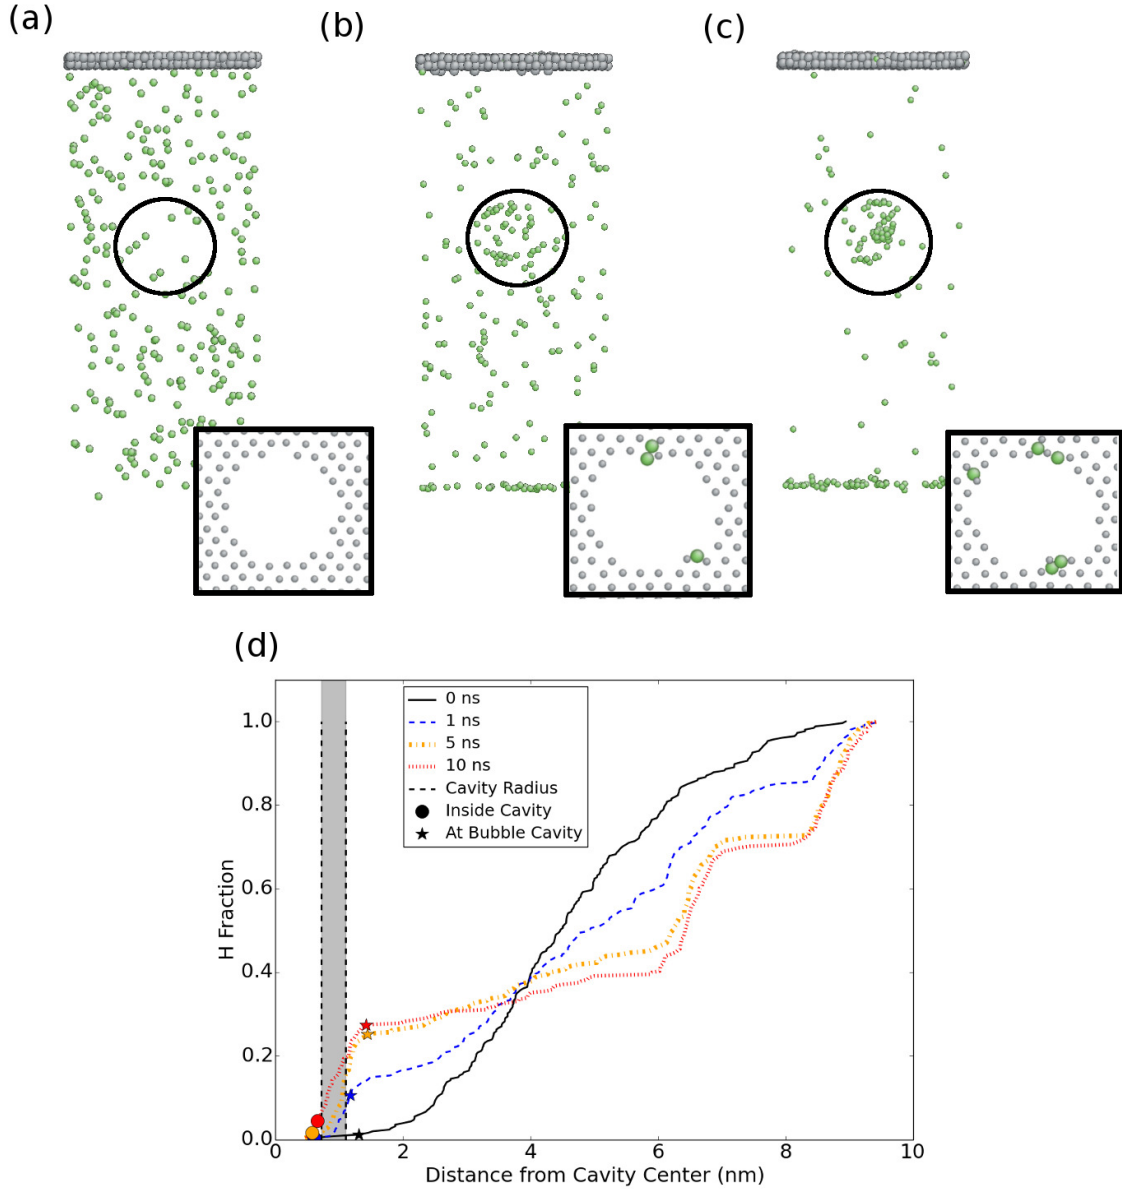 (a)
(b)
(c)
(d)
0 ns
1 ns
5 ns
10 ns
Cavity Radius
Inside Cavity
At Bubble Cavity
H Fraction
1.0
0.8
0.6
0.4
0.2
0.0
0 2 4 6 8 10
Distance from Cavity Center (nm)